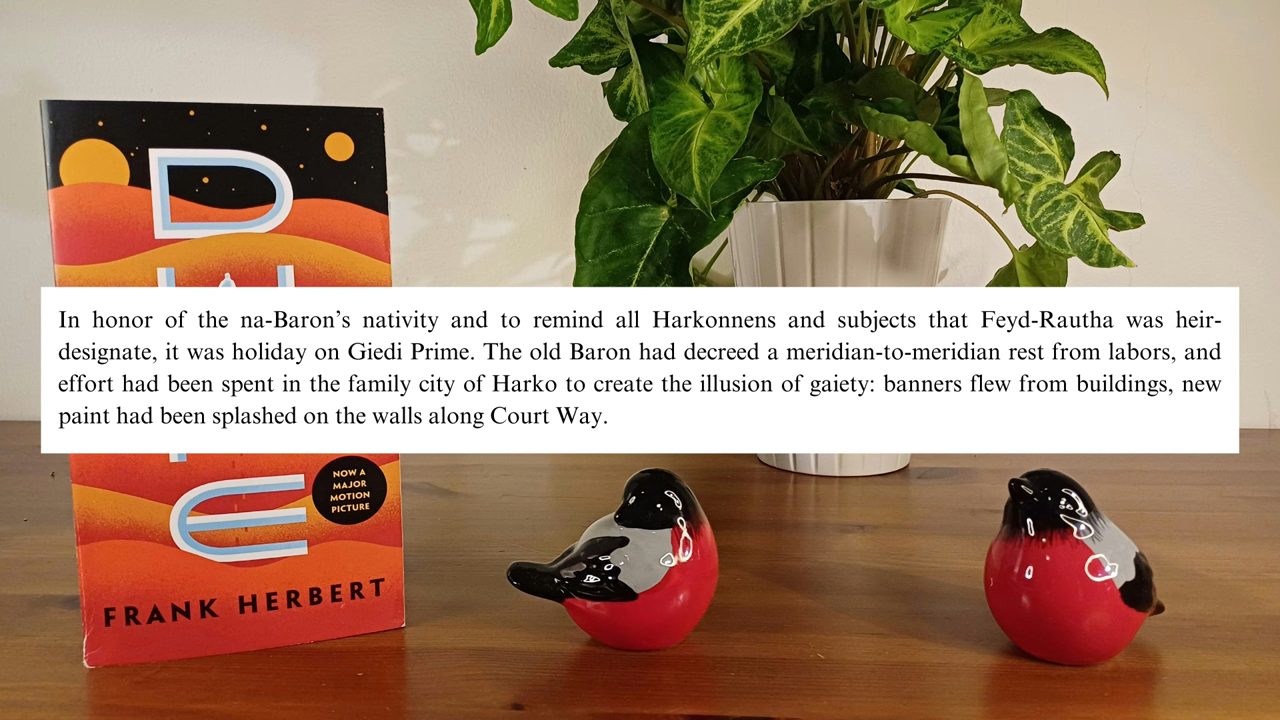 D
In honor of the na-Baron’s nativity and to remind all Harkonnens and subjects that Feyd-Rautha was heir-
designate, it was holiday on Giedi Prime. The old Baron had decreed a meridian-to-meridian rest from labors, and
effort had been spent in the family city of Harko to create the illusion of gaiety: banners flew from buildings, new
paint had been splashed on the walls along Court Way.
E
NOW A
MAJOR
MOTION
PICTURE
FRANK HERBERT